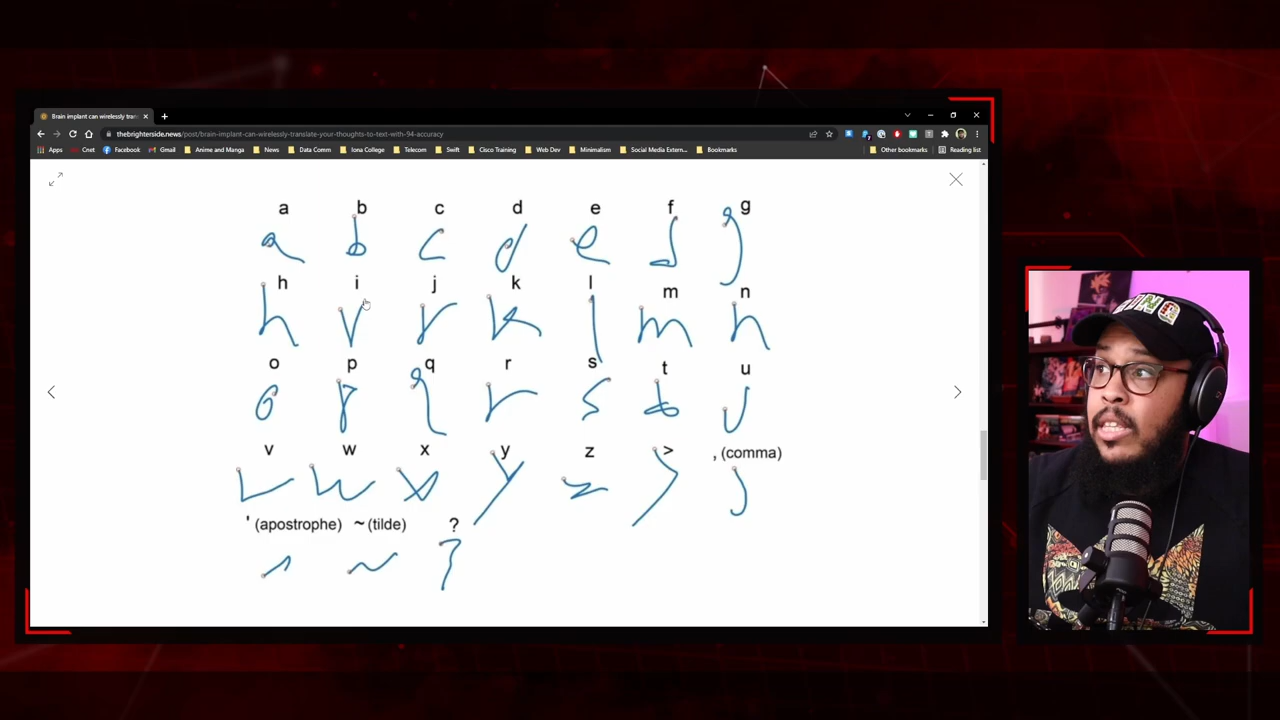 Brain implant can wirelessly trans
thebrighterside.news/post/brain-implant-can-wirelessly-translate-your-thoughts-to-text-with-94-accuracy
Apps Cnet Facebook Gmail Anime and Manga News Data Comm Iona College Telecom Swift Cisco Training Web Dev Minimalism Social Media Extern... Bookmarks Other bookmarks Reading list
a b c d e f g
a b c d e f g
h i j k l m n
h i j k l m n
o p q r s t u
o p q r s t u
v w x y z > , (comma)
v w x y z > ,
' (apostrophe) ~ (tilde) ?
' ~ ?